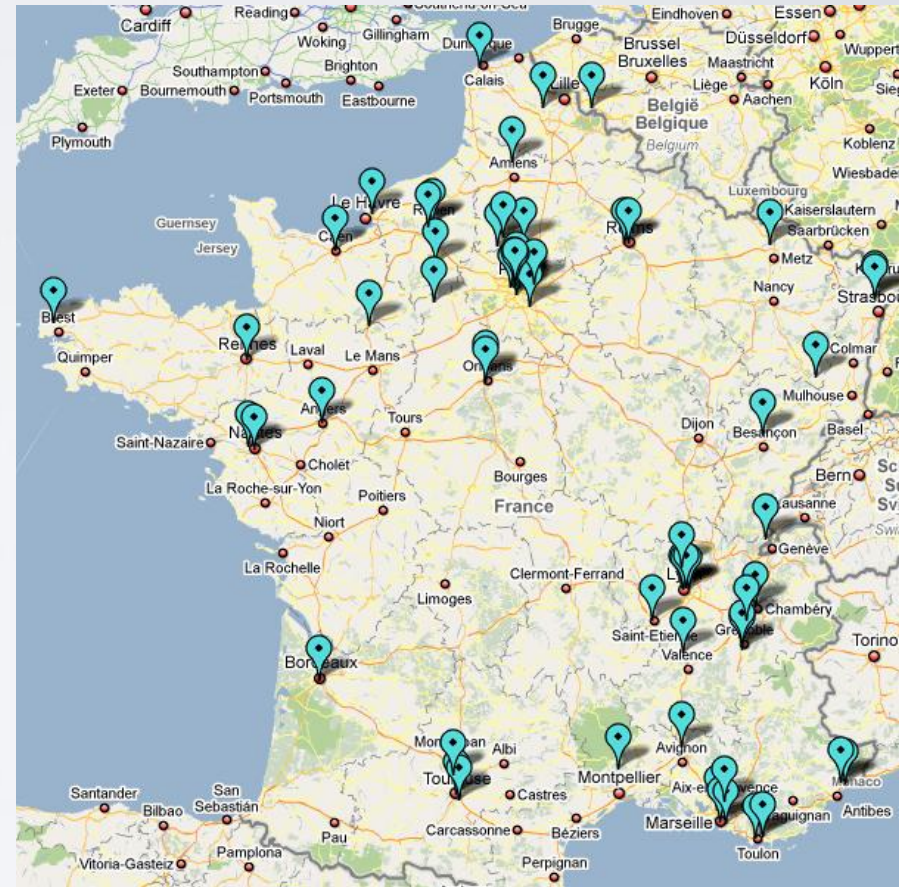 Cardiff
Reading
Woking
Gillingham
Brugge
Eindhoven
Essen
Düsseldorf
Southampton
Brighton
Calais
Lille
Brussel
Bruxelles
Maastricht
Liège
Aachen
Köln
Exeter
Bournemouth
Portsmouth
Eastbourne
België
Belgique
Belgium
Koblenz
Plymouth
Amiens
Luxembourg
Kaiserslautern
Saarbrücken
Guernsey
Jersey
Le Havre
Metz
Nancy
Brest
Quimper
Laval
Le Mans
Colmar
Mulhouse
Basel
Saint-Nazaire
Tours
Dijon
Besançon
Cholet
Bourges
Bern
La Roche-sur-Yon
Poitiers
France
Niort
Genève
La Rochelle
Limoges
Clermont-Ferrand
Chambéry
Saint-Etienne
Valence
Torino
Avignon
Albi
Montpellier
Monaco
Antibes
Santander
Bilbao
San
Sebastián
Pau
Castres
Carcassonne
Béziers
Marseille
Toulon
Vitoria-Gasteiz
Pamplona
Perpignan